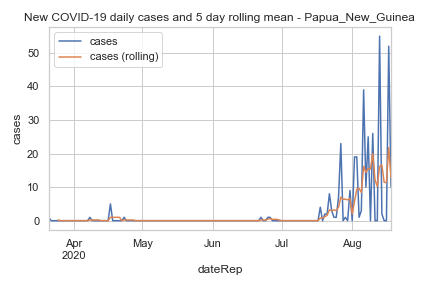 New COVID-19 daily cases and 5 day rolling mean - Papua_New_Guinea
cases
cases (rolling)
50
40
30
20
10
0
cases
Apr
2020
May
Jun
Jul
Aug
dateRep